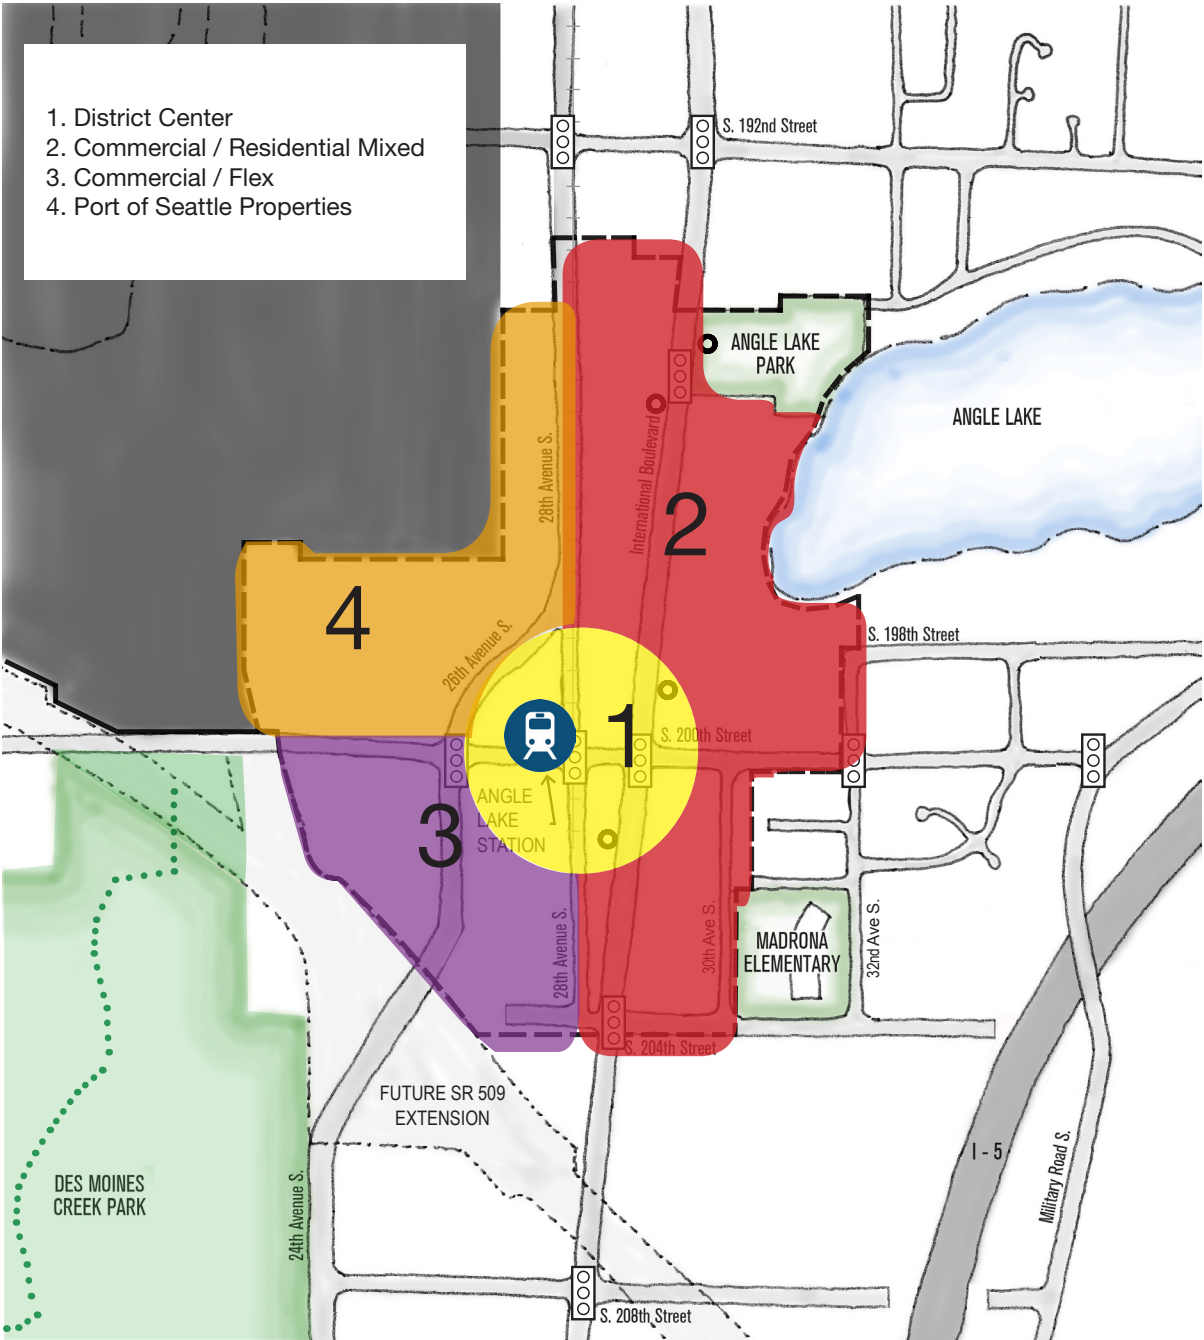 1. District Center
2. Commercial / Residential Mixed
3. Commercial / Flex
4. Port of Seattle Properties
S. 192nd Street
ANGLE LAKE
PARK
ANGLE LAKE
28th Avenue S.
International Boulevard
2
4
26th Avenue S.
S. 198th Street
1
S. 200th Street
3
ANGLE
LAKE
STATION
28th Avenue S.
30th Ave S.
MADRONA
ELEMENTARY
32nd Ave S.
S. 204th Street
FUTURE SR 509
EXTENSION
I - 5
Military Road S.
DES MOINES
CREEK PARK
24th Avenue S.
S. 208th Street